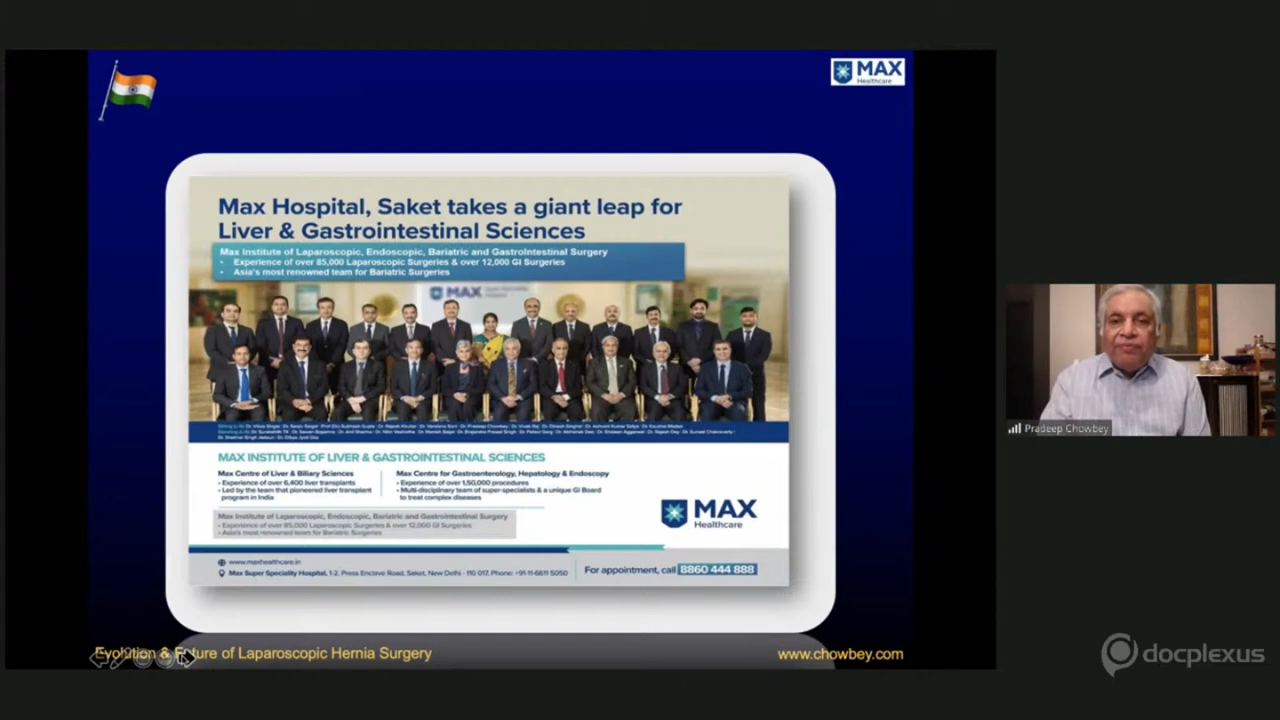 MAX
Healthcare
Max Hospital, Saket takes a giant leap for
Liver & Gastrointestinal Sciences
Max Institute of Laparoscopic, Endoscopic, Bariatric and GastroIntestinal Surgery
• Experience of over 85,000 Laparoscopic Surgeries & over 12,000 GI Surgeries
• Asia's most renowned team for Bariatric Surgeries
MAX
MAX INSTITUTE OF LIVER & GASTROINTESTINAL SCIENCES
Max Centre of Liver & Biliary Sciences
• Experience of over 6,400 liver transplants
• Led by the team that pioneered liver transplant
program in India
Max Centre for Gastroenterology, Hepatology & Endoscopy
• Experience of over 1,50,000 procedures
• Multi-disciplinary team of super-specialists & a unique GI Board
to treat complex diseases
Max Institute of Laparoscopic, Endoscopic, Bariatric and Gastrointestinal Surgery
• Experience of over 85,000 Laparoscopic Surgeries & over 12,000 GI Surgeries
• Asia's most renowned team for Bariatric Surgeries
MAX
Healthcare
www.maxhealthcare.in
Max Super Speciality Hospital, 1-2, Press Enclave Road, Saket, New Delhi - 110 017, Phone: +91-11-6611 5050
For appointment, call 8860 444 888
Evolution & Future of Laparoscopic Hernia Surgery
www.chowbey.com
Pradeep Chowbey
docplexus